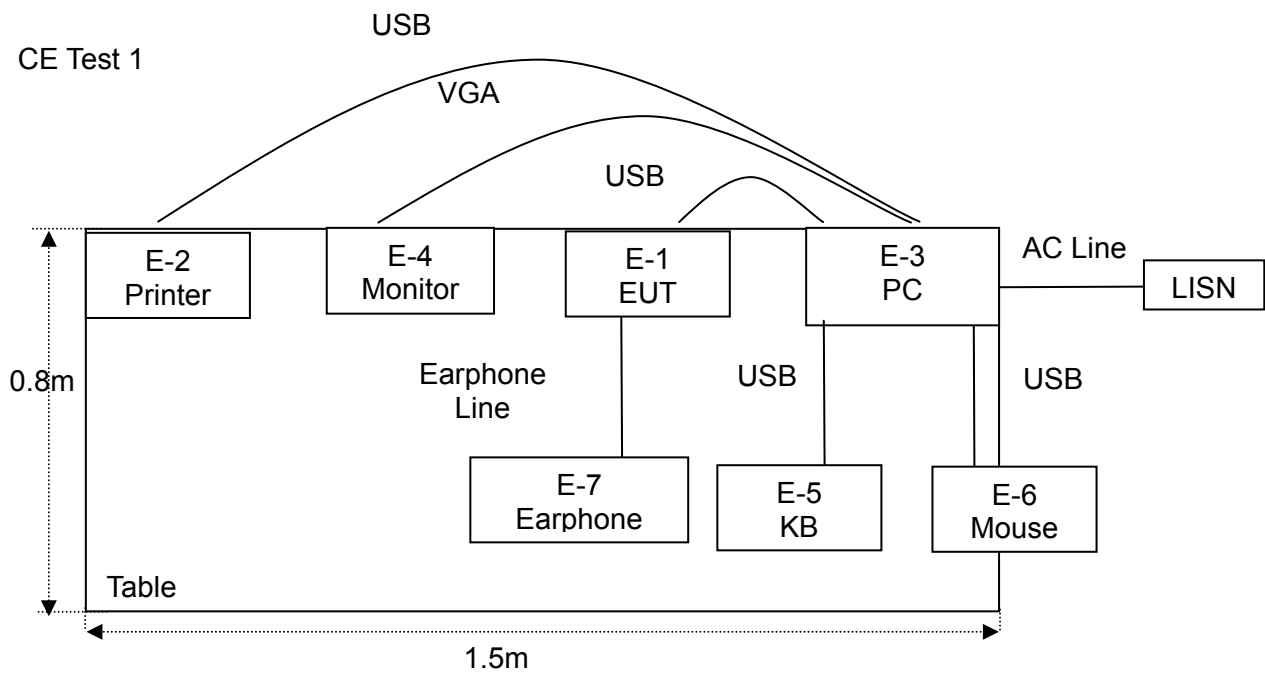 USB
CE Test 1
VGA
USB
E-2
Printer
E-4
Monitor
E-1
EUT
E-3
PC
AC Line
LISN
0.8m
Earphone
Line
USB
USB
E-7
Earphone
E-5
KB
E-6
Mouse
Table
1.5m